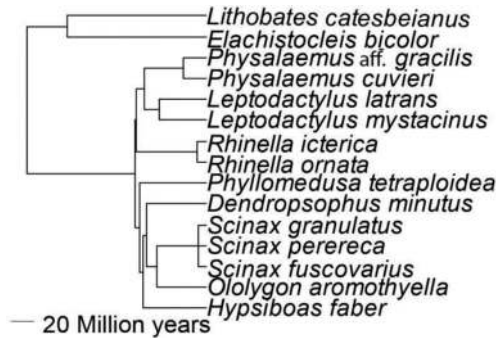 Lithobates catesbeianus
Elachistocleis bicolor
Physalaemus aff. gracilis
Physalaemus cuvieri
Leptodactylus latrans
Leptodactylus mystacinus
Rhinella icterica
Rhinella ornata
Phyllomedusa tetraploidea
Dendropsophus minutus
Scinax granulatus
Scinax perereca
Scinax fuscovarius
Ololygon aromothyella
Hypsiboas faber
20 Million years